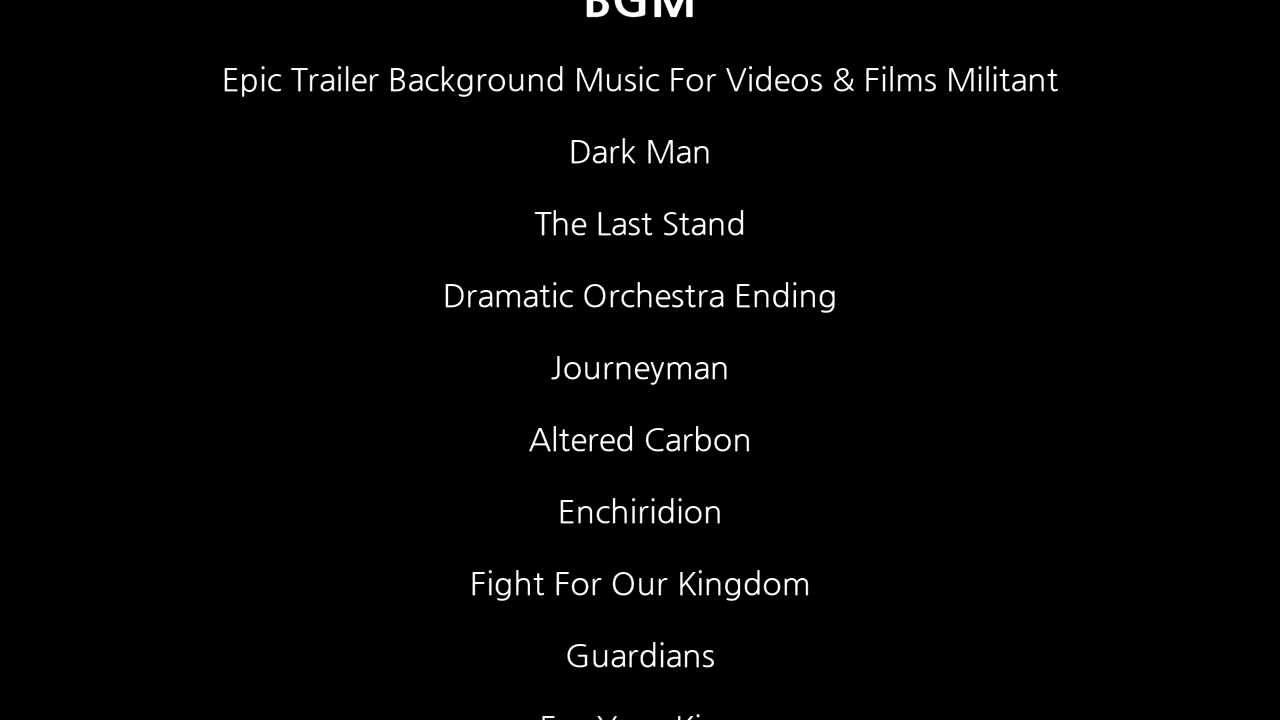 BGM
Epic Trailer Background Music For Videos & Films Militant
Dark Man
The Last Stand
Dramatic Orchestra Ending
Journeyman
Altered Carbon
Enchiridion
Fight For Our Kingdom
Guardians